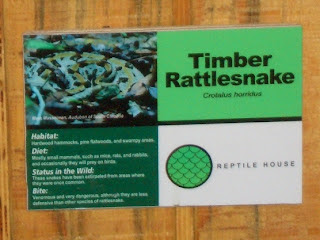 Timber
Rattlesnake
Crotalus horridus
Habitat:
Hardwood hammocks, pine flatwoods, and swampy areas.
Diet:
Mostly small mammals, such as mice, rats, and rabbits,
and occasionally they will prey on birds.
Status in the Wild:
These snakes have been extirpated from areas where
they were once common.
Bite:
Venomous and very dangerous, although they are less
defensive than other species of rattlesnake.
REPTILE HOUSE